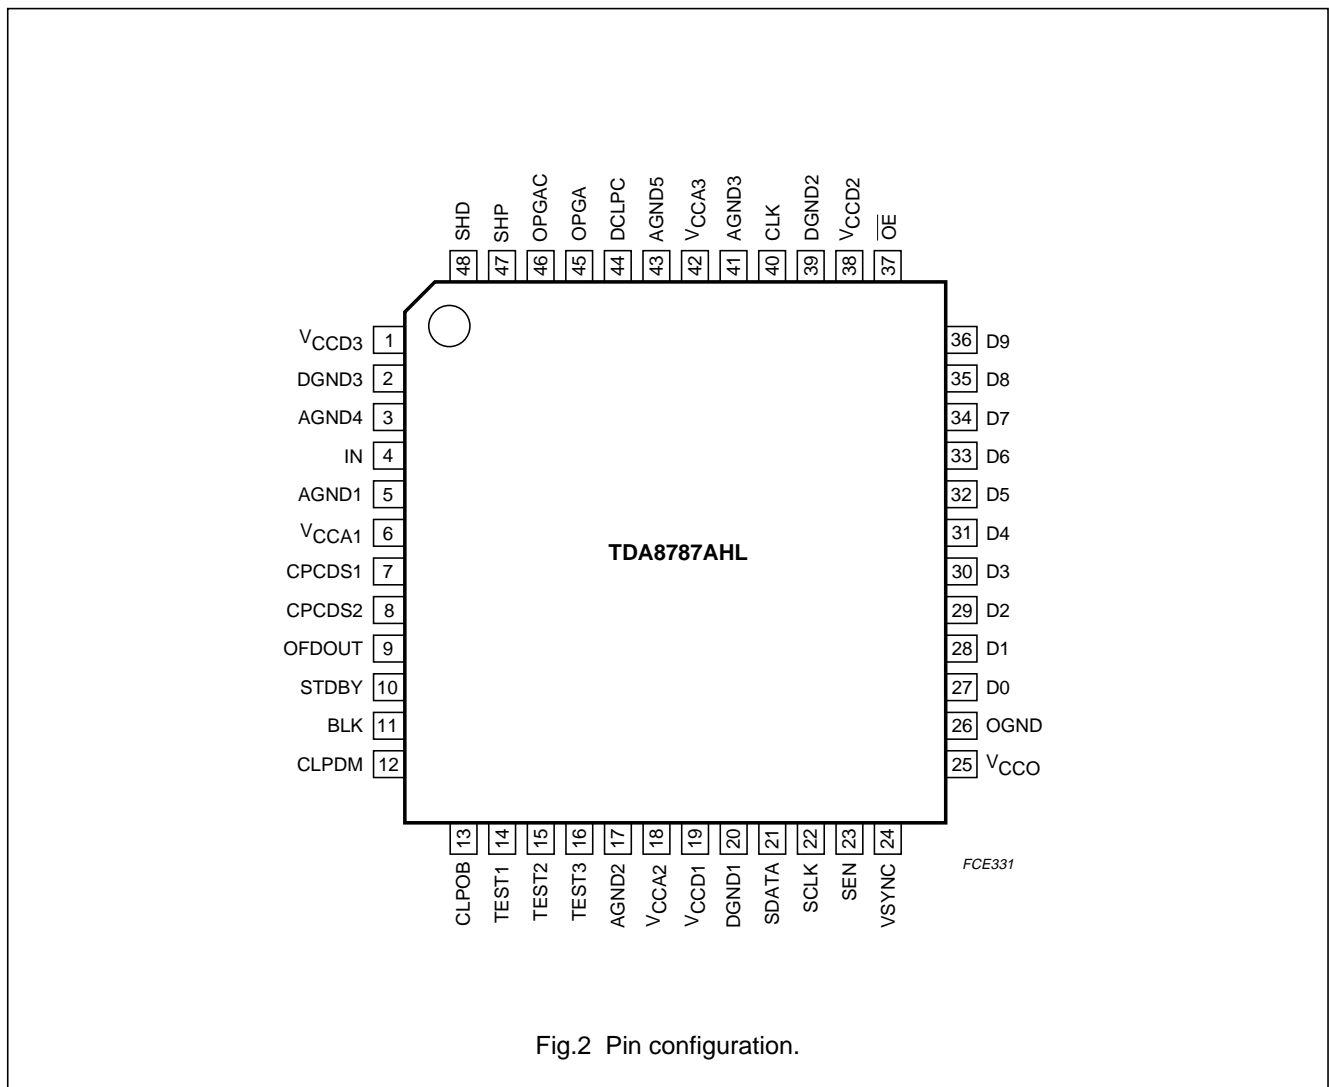 SHD
SHP
OPGAC
OPGA
DCLPC
AGND5
VCCA3
AGND3
CLK
DGND2
VCCD2
OE
48
47
46
45
44
43
42
41
40
39
38
37
VCCD3 1
DGND3 2
AGND4 3
IN 4
AGND1 5
VCCA1 6
CPCDS1 7
CPCDS2 8
OFDOUT 9
STDBY 10
BLK 11
CLPDM 12
TDA8787AHL
36 D9
35 D8
34 D7
33 D6
32 D5
31 D4
30 D3
29 D2
28 D1
27 D0
26 OGND
25 VCCO
13
14
15
16
17
18
19
20
21
22
23
24
CLPOB
TEST1
TEST2
TEST3
AGND2
VCCA2
VCCD1
DGND1
SDATA
SCLK
SEN
VSYNC
FCE331
Fig.2 Pin configuration.